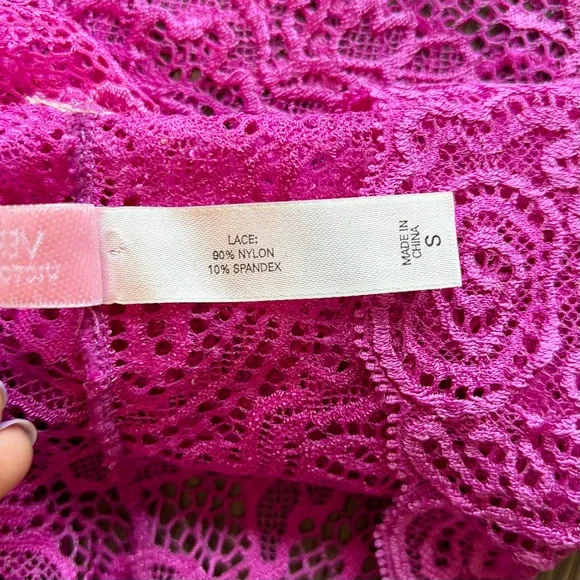 LACE:
90% NYLON
10% SPANDEX
MADE IN
CHINA
S